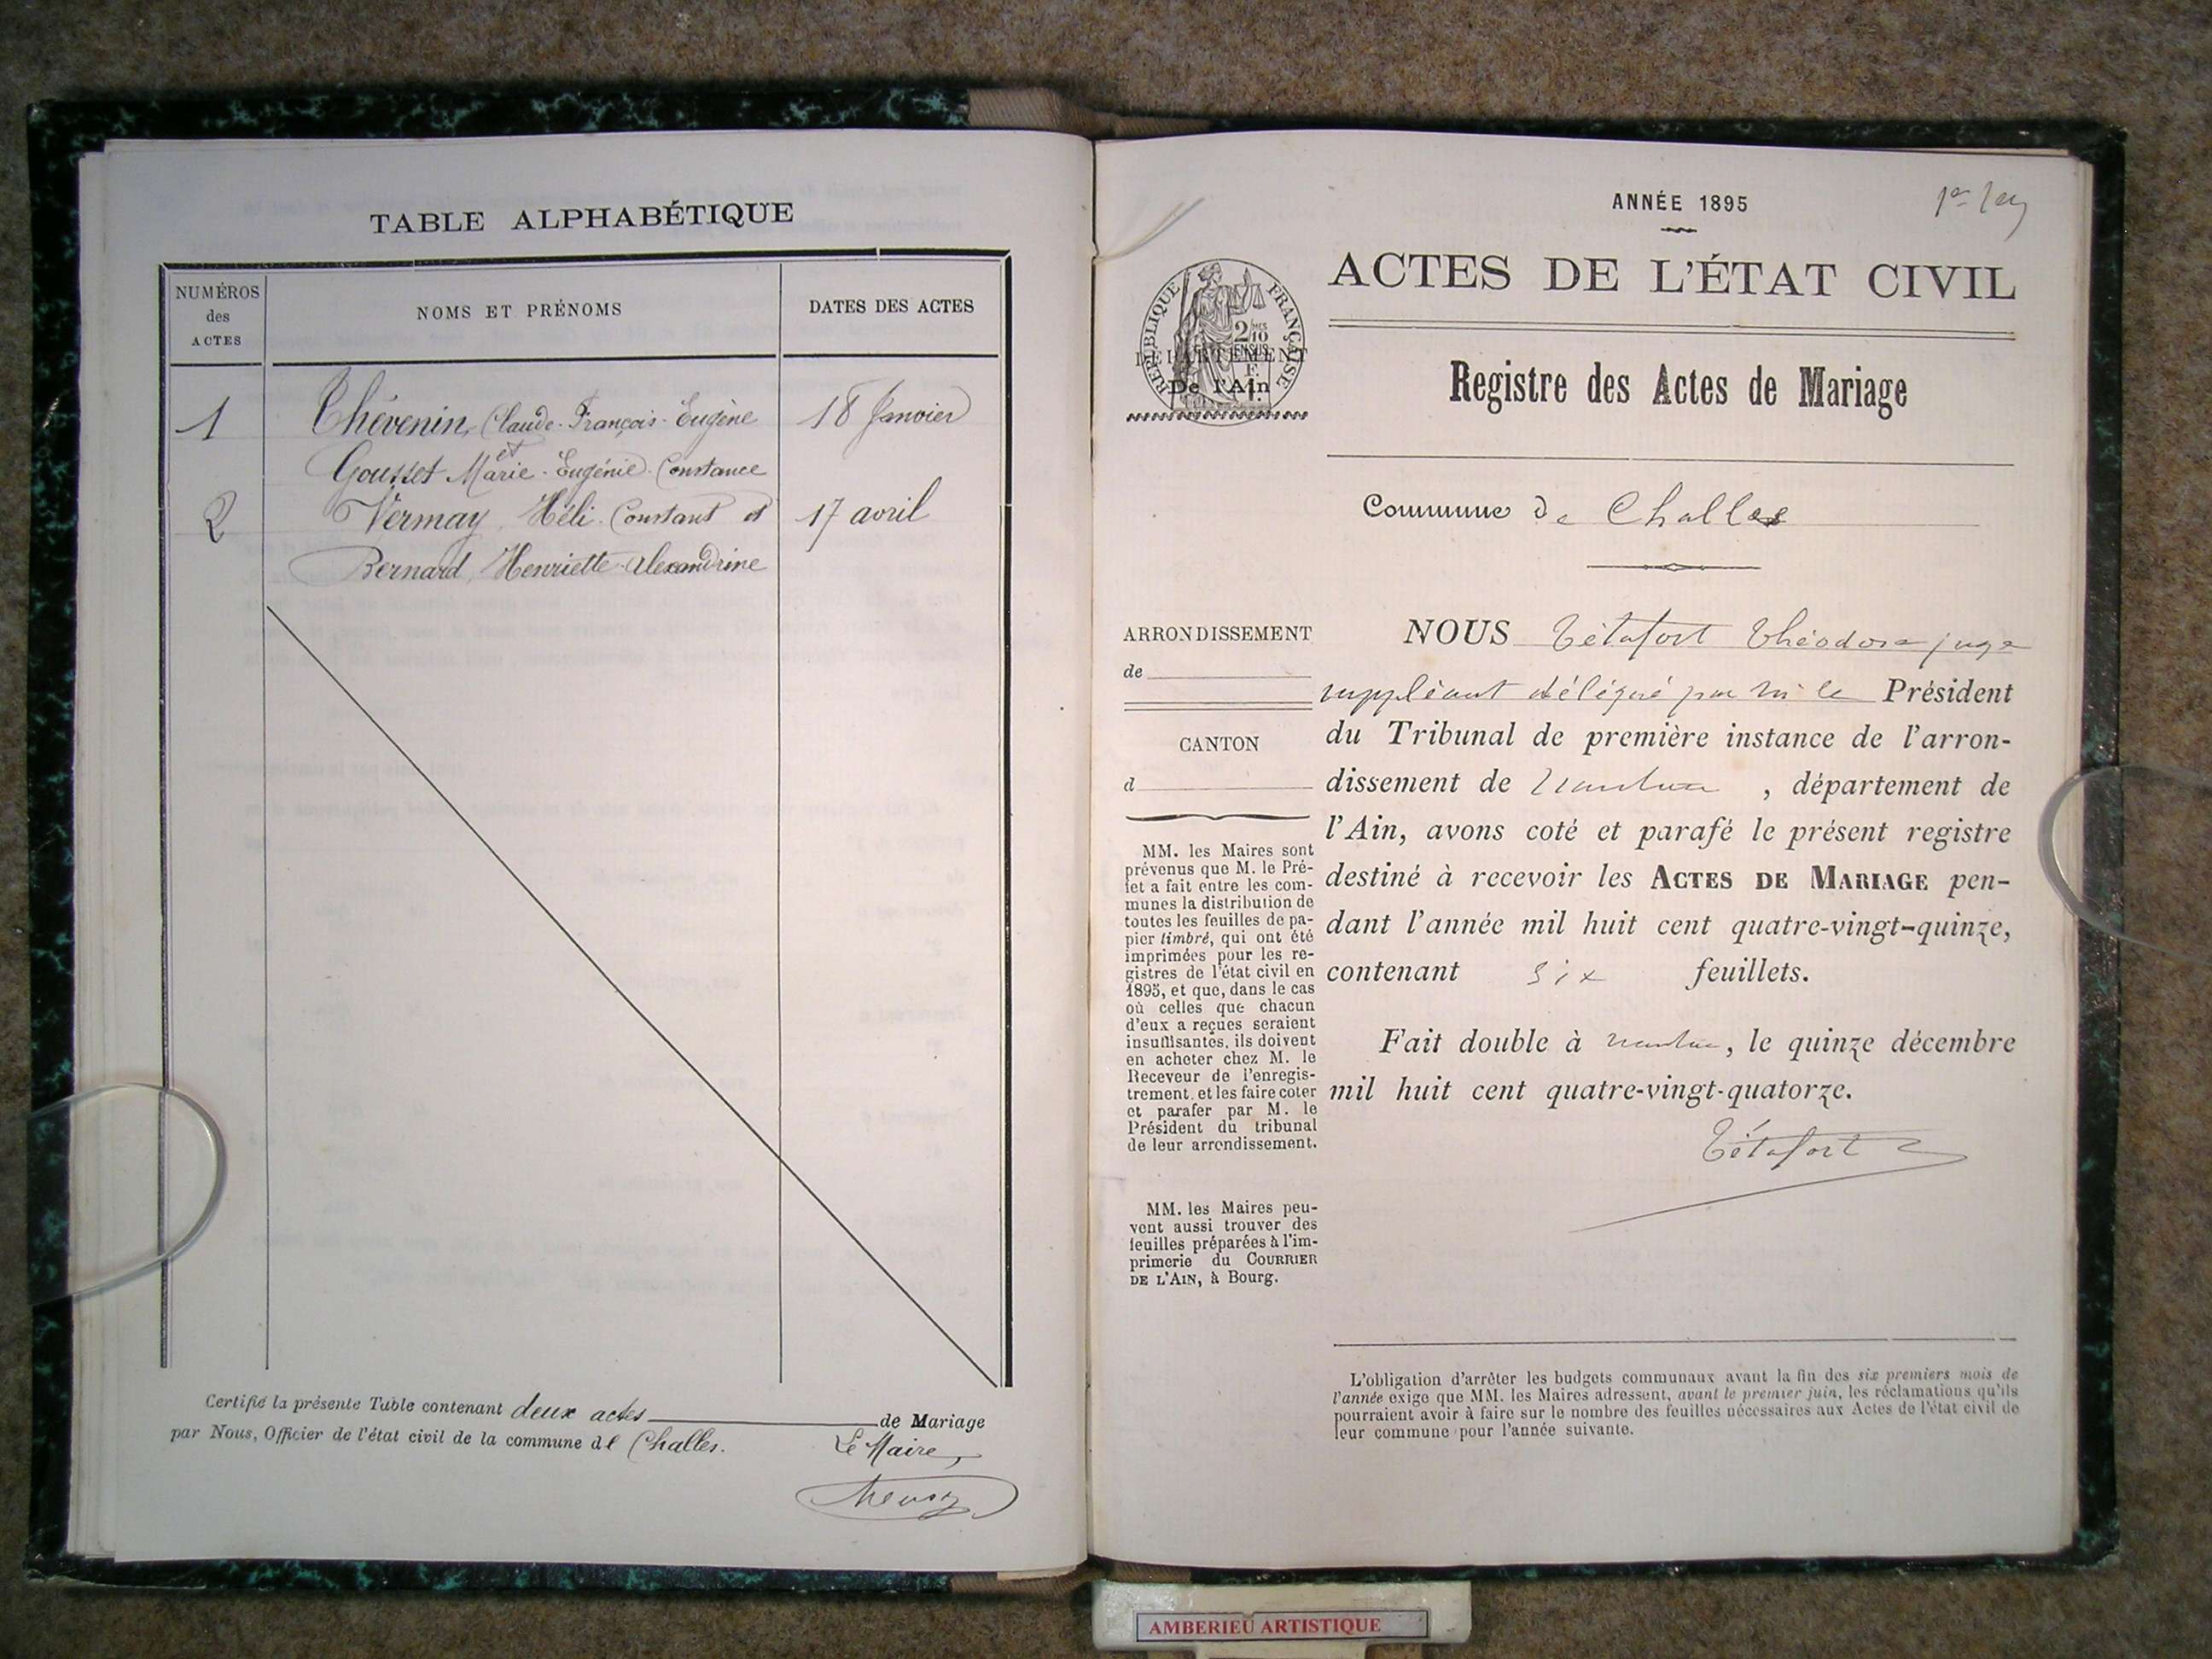 TABLE ALPHABÉTIQUE
NUMÉROS des ACTES
NOMS ET PRÉNOMS
DATES DES ACTES
1 Thévenin, Claude-François-Eugène 18 Janvier
et
Gousset Marie-Eugénie-Constance
2 Vermay, Héli-Constant et 17 avril
Bernard, Henriette-Alexandrine
Certifié la présente Table contenant deux actes de Mariage
par Nous, Officier de l'état civil de la commune de Challes.
Le Maire,
ANNÉE 1895
ACTES DE L'ÉTAT CIVIL
RÉPUBLIQUE FRANÇAISE
2/10 EN SUS
DÉPARTEMENT
De l'Ain
Registre des Actes de Mariage
Commune de Challes
ARRONDISSEMENT
de
CANTON
d
MM. les Maires sont
prévenus que M. le Pré-
fet a fait entre les com-
munes la distribution de
toutes les feuilles de pa-
pier timbré, qui ont été
imprimées pour les re-
gistres de l'état civil en
1895, et que, dans le cas
où celles que chacun
d'eux a reçues seraient
insuffisantes, ils doivent
en acheter chez M. le
Receveur de l'enregis-
trement, et les faire coter
et parafer par M. le
Président du tribunal
de leur arrondissement.
MM. les Maires peu-
vent aussi trouver des
feuilles préparées à l'im-
primerie du COURRIER
DE L'AIN, à Bourg.
NOUS Tétafort Théodore juge
suppléant délégué par M le Président
du Tribunal de première instance de l'arron-
dissement de Nantua, département de
l'Ain, avons coté et parafé le présent registre
destiné à recevoir les ACTES DE MARIAGE pen-
dant l'année mil huit cent quatre-vingt-quinze,
contenant six feuillets.
Fait double à Nantua, le quinze décembre
mil huit cent quatre-vingt-quatorze.
Tétafort
L'obligation d'arrêter les budgets communaux avant la fin des six premiers mois de
l'année exige que MM. les Maires adressent, avant le premier juin, les réclamations qu'ils
pourraient avoir à faire sur le nombre des feuilles nécessaires aux Actes de l'état civil de
leur commune pour l'année suivante.
AMBERIEU ARTISTIQUE